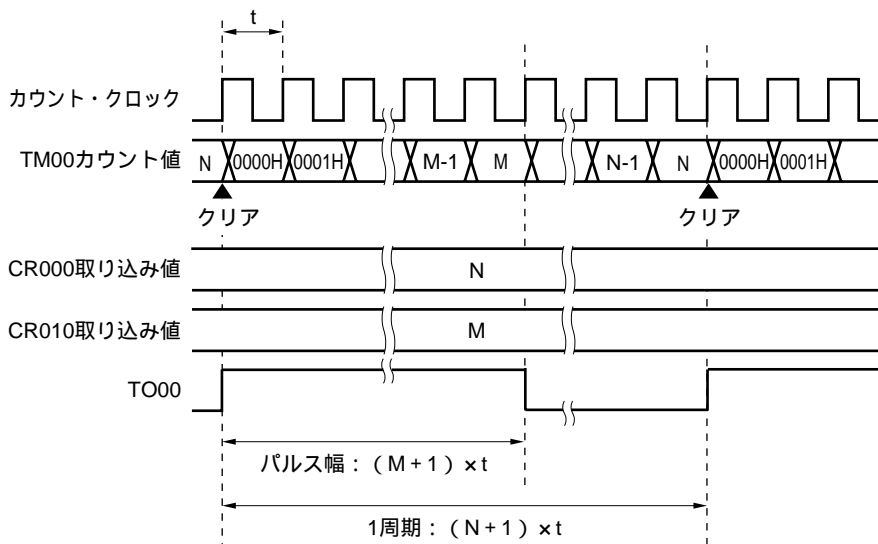 t
カウント・クロック
TM00カウント値 N 0000H 0001H M-1 M N-1 N 0000H 0001H
クリア クリア
CR000取り込み値 N
CR010取り込み値 M
TO00
パルス幅：（M＋1）×t
1周期：（N＋1）×t